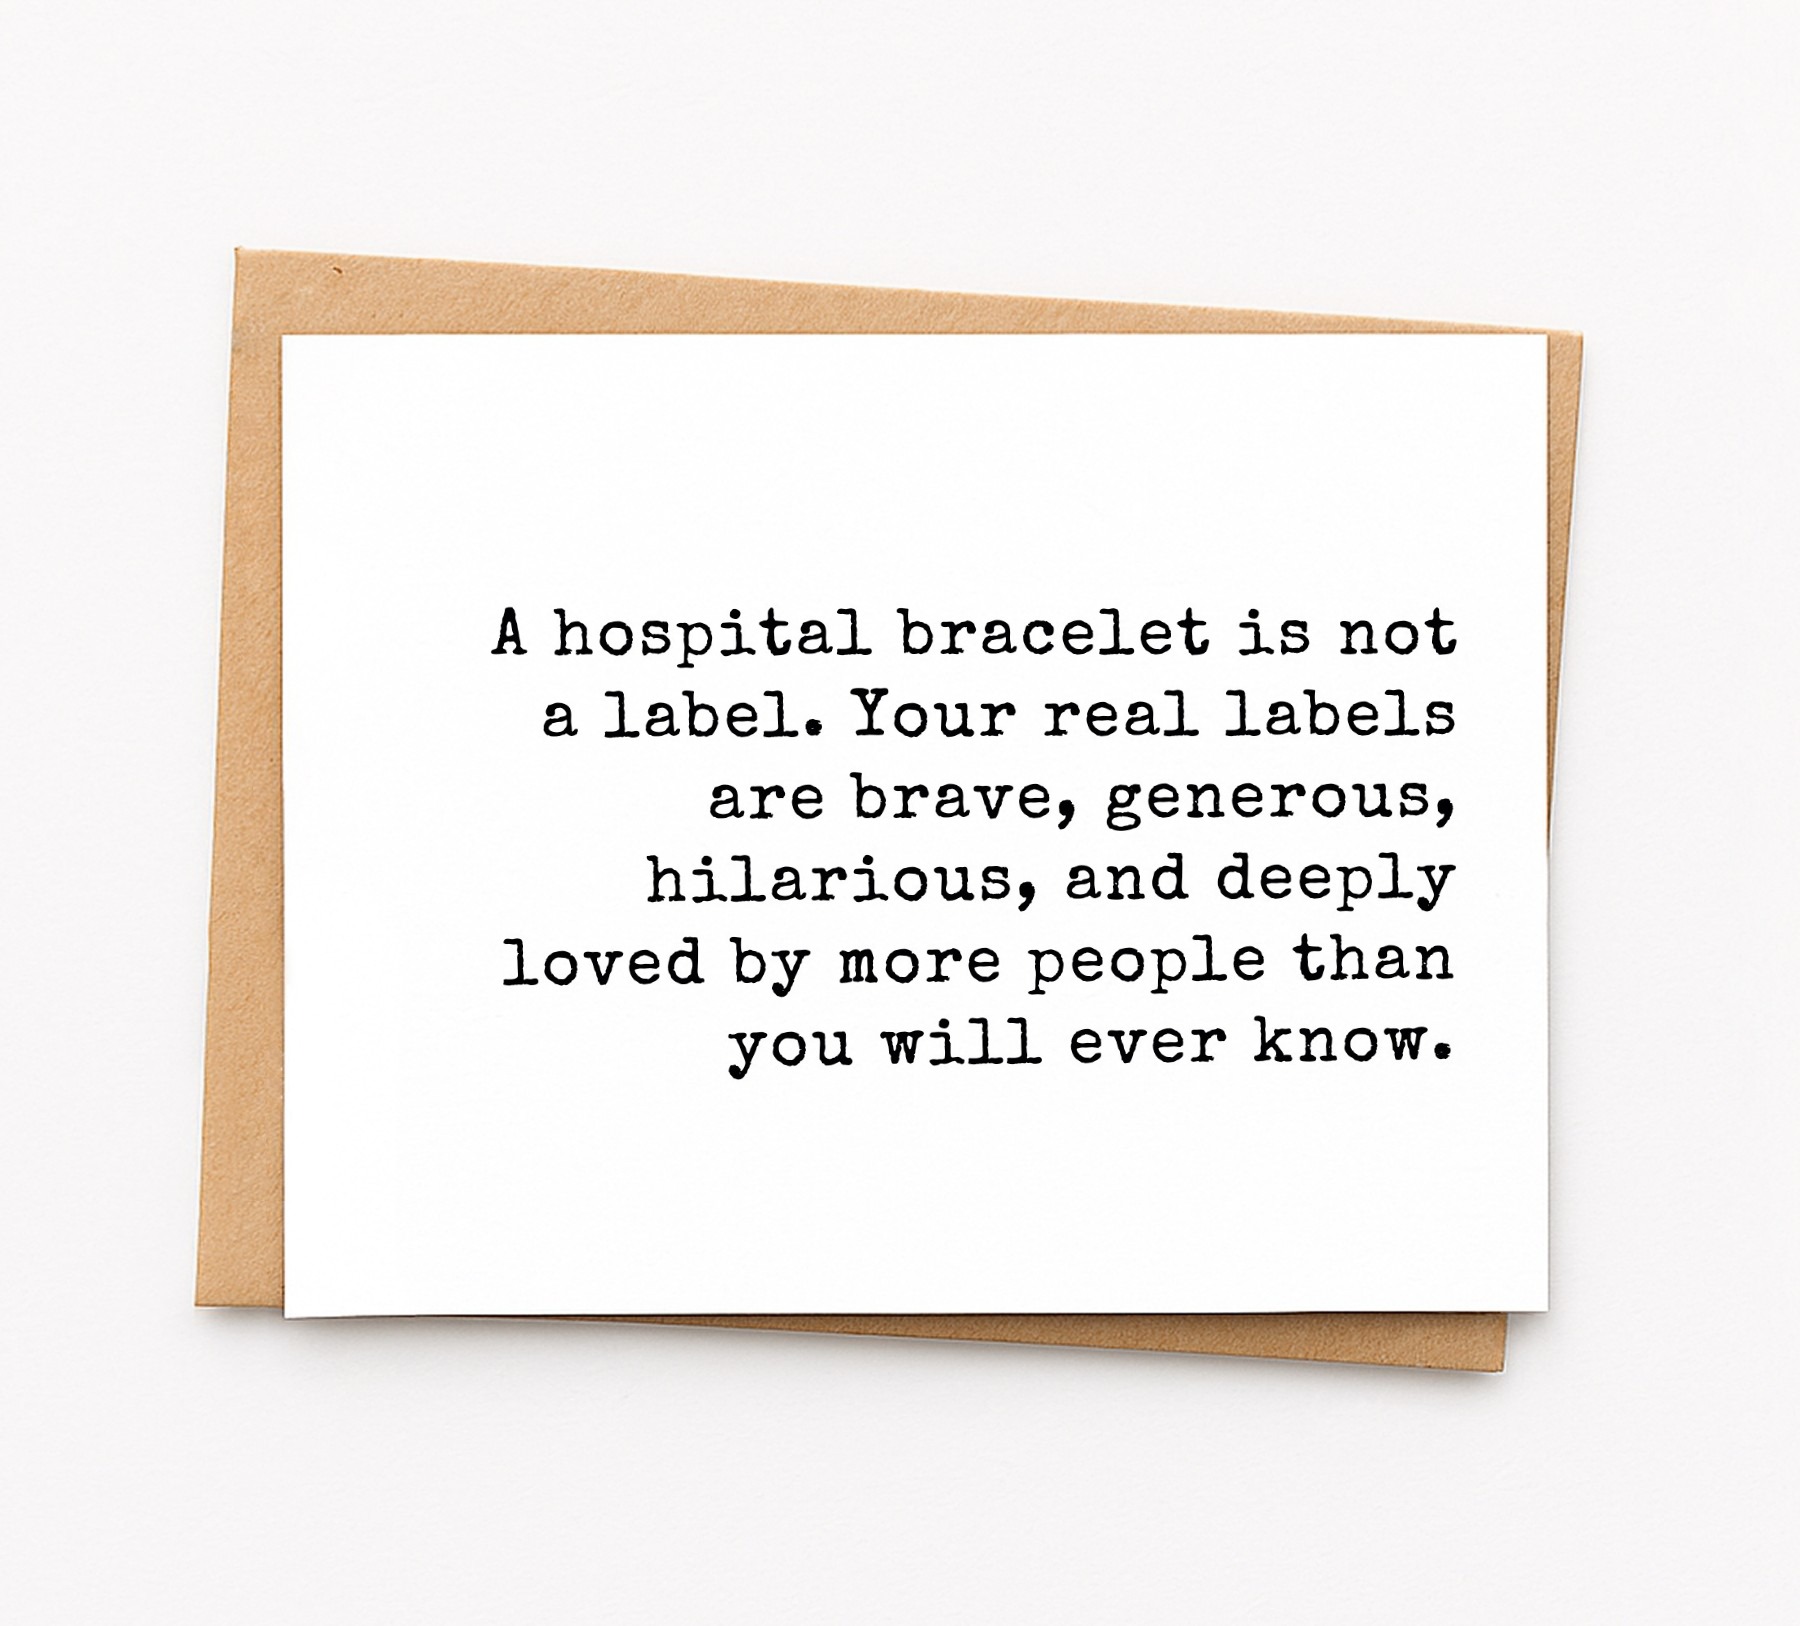 A hospital bracelet is not
a label. Your real labels
are brave, generous,
hilarious, and deeply
loved by more people than
you will ever know.